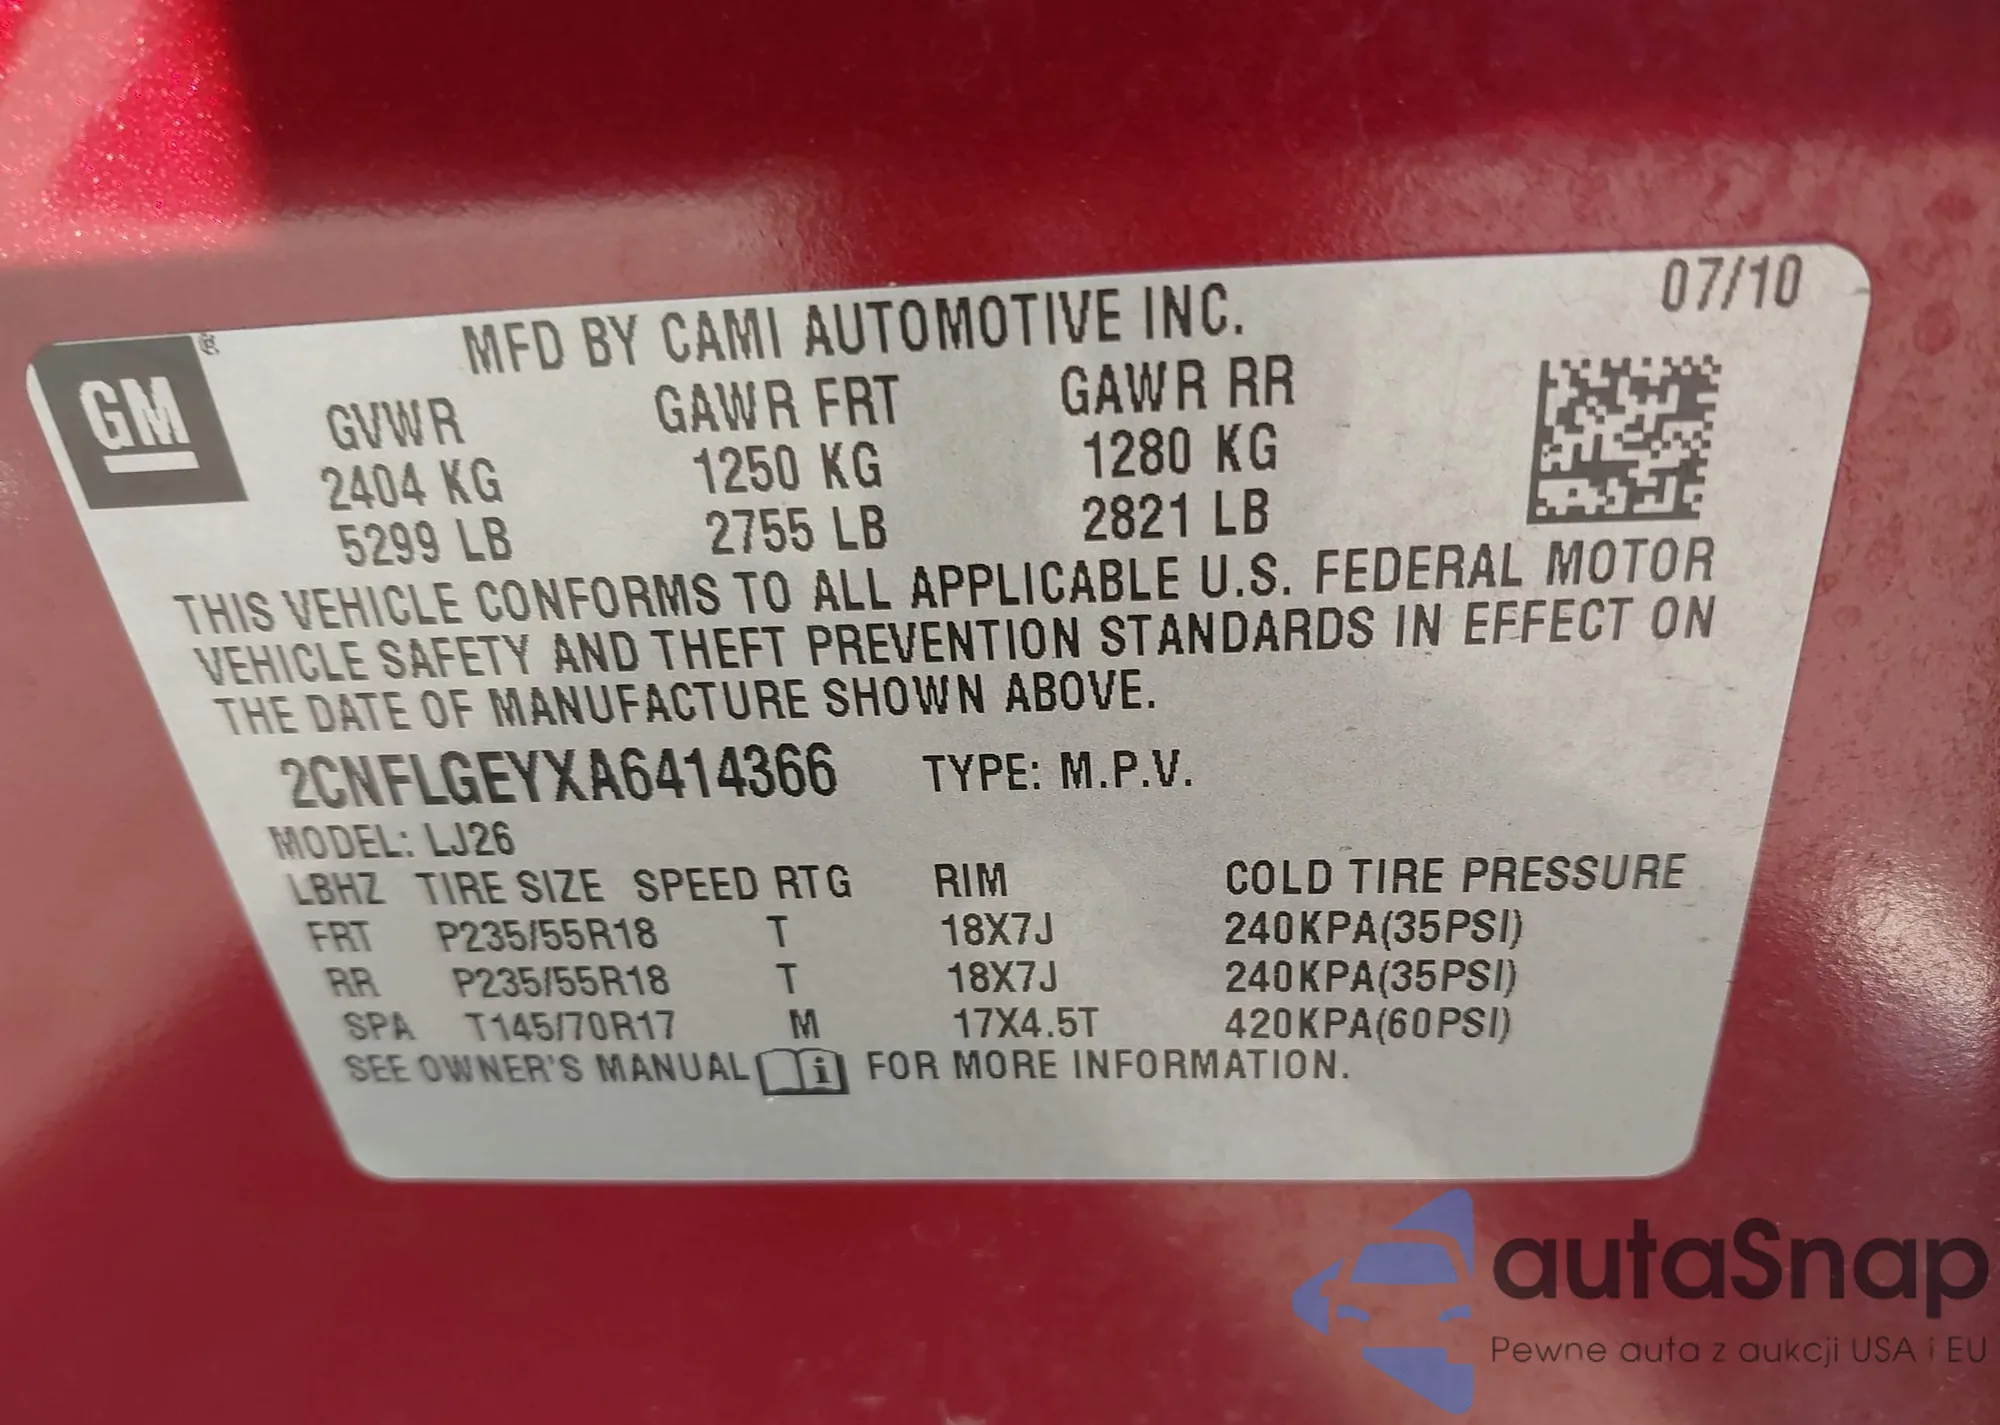 07/10
GM ®
MFD BY CAMI AUTOMOTIVE INC.
GVWR GAWR FRT GAWR RR
2404 KG 1250 KG 1280 KG
5299 LB 2755 LB 2821 LB
THIS VEHICLE CONFORMS TO ALL APPLICABLE U.S. FEDERAL MOTOR
VEHICLE SAFETY AND THEFT PREVENTION STANDARDS IN EFFECT ON
THE DATE OF MANUFACTURE SHOWN ABOVE.
2CNFLGEYXA6414366 TYPE: M.P.V.
MODEL: LJ26
LBHZ TIRE SIZE SPEED RTG RIM COLD TIRE PRESSURE
FRT P235/55R18 T 18X7J 240KPA(35PSI)
RR P235/55R18 T 18X7J 240KPA(35PSI)
SPA T145/70R17 M 17X4.5T 420KPA(60PSI)
SEE OWNER'S MANUAL i FOR MORE INFORMATION.
autaSnap
Pewne auta z aukcji USA i EU